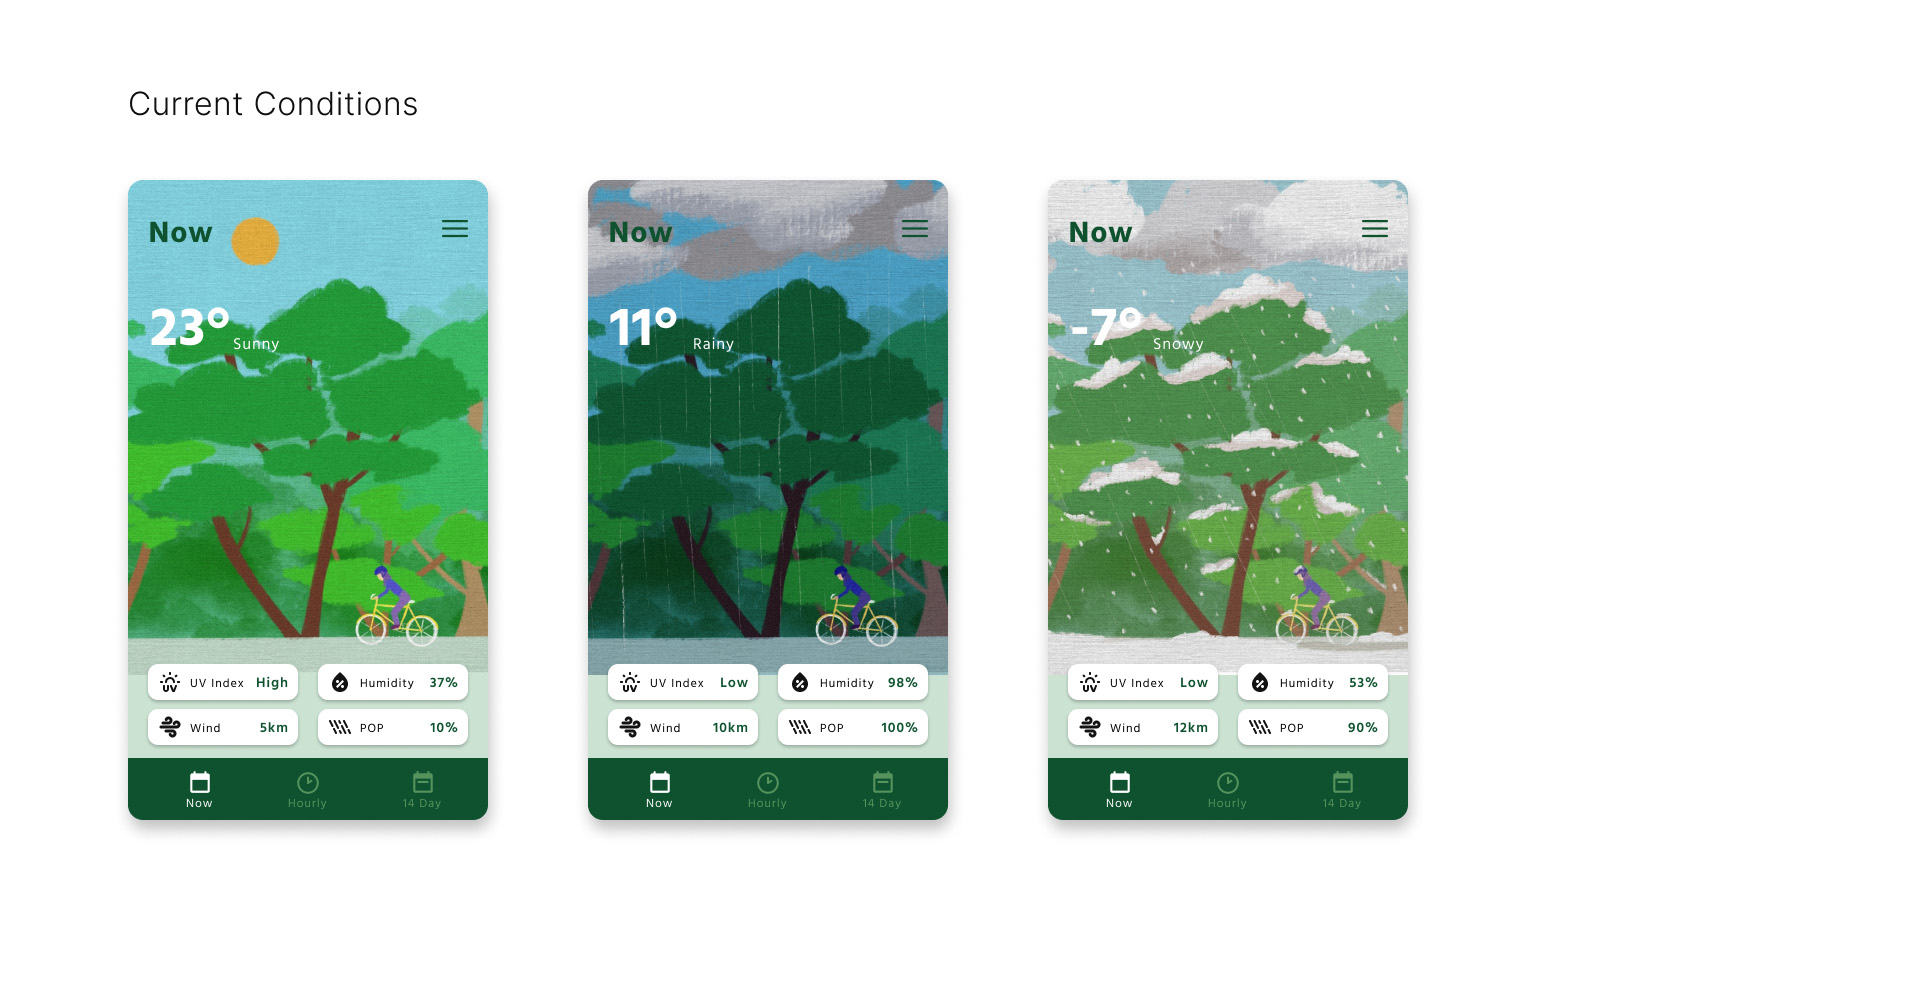 Current Conditions
Now
23°
Sunny
UV Index High
Humidity 37%
Wind 5km
POP 10%
Now
Hourly
14 Day
Now
11°
Rainy
UV Index Low
Humidity 98%
Wind 10km
POP 100%
Now
Hourly
14 Day
Now
-7°
Snowy
UV Index Low
Humidity 53%
Wind 12km
POP 90%
Now
Hourly
14 Day